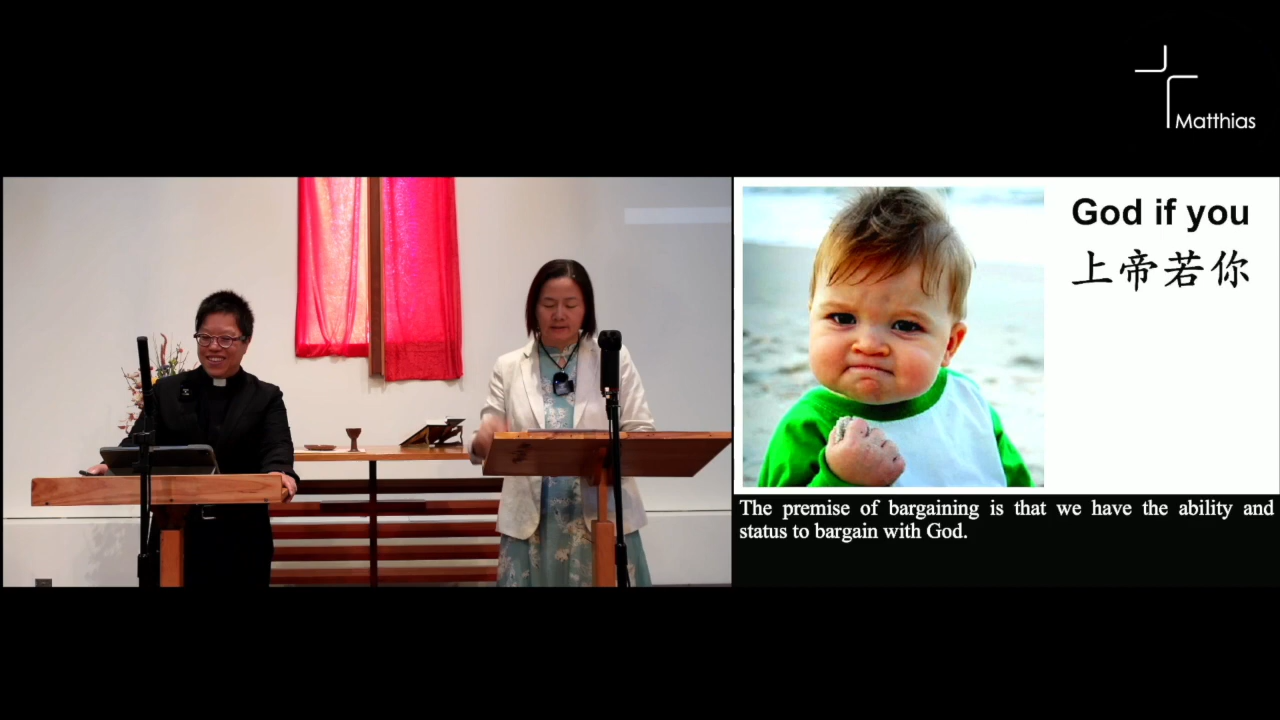 Matthias
God if you
上帝若你
The premise of bargaining is that we have the ability and
status to bargain with God.